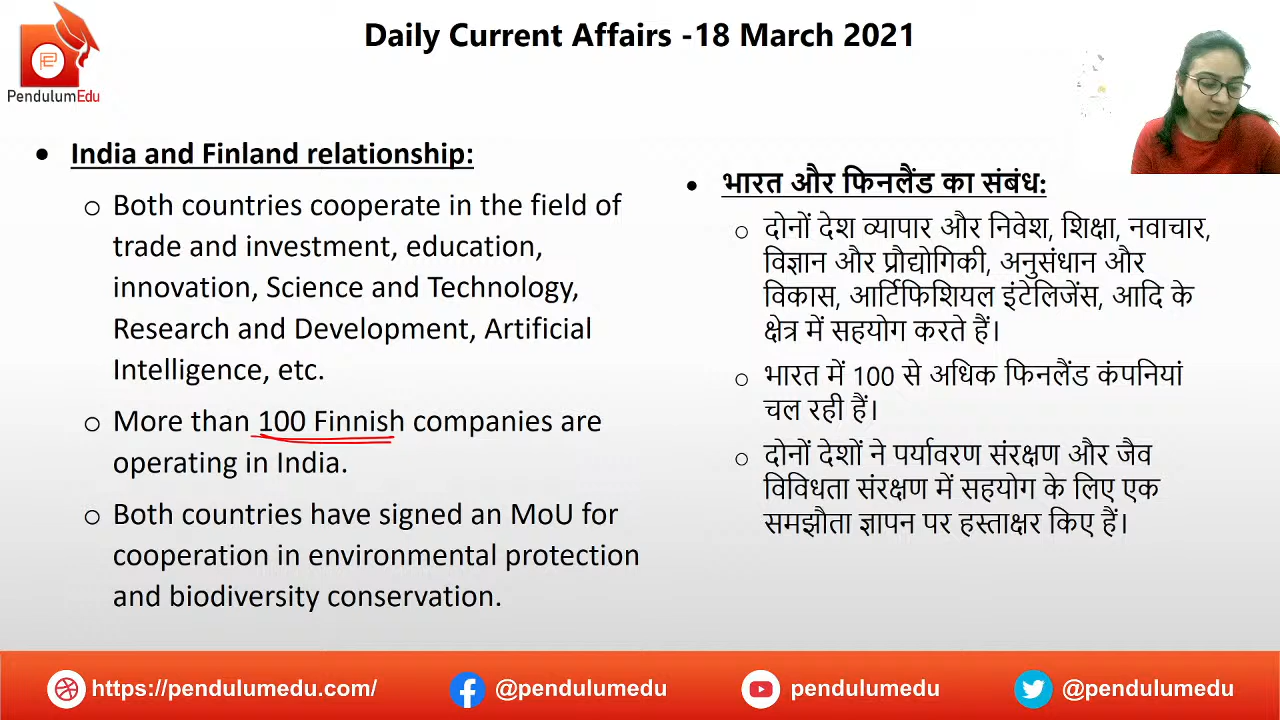 Daily Current Affairs -18 March 2021
PE
PendulumEdu
• India and Finland relationship:
o Both countries cooperate in the field of
trade and investment, education,
innovation, Science and Technology,
Research and Development, Artificial
Intelligence, etc.
o More than 100 Finnish companies are
operating in India.
o Both countries have signed an MoU for
cooperation in environmental protection
and biodiversity conservation.
• भारत और फिनलैंड का संबंध:
o दोनों देश व्यापार और निवेश, शिक्षा, नवाचार,
विज्ञान और प्रौद्योगिकी, अनुसंधान और
विकास, आर्टिफिशियल इंटेलिजेंस, आदि के
क्षेत्र में सहयोग करते हैं।
o भारत में 100 से अधिक फिनलैंड कंपनियां
चल रही हैं।
o दोनों देशों ने पर्यावरण संरक्षण और जैव
विविधता संरक्षण में सहयोग के लिए एक
समझौता ज्ञापन पर हस्ताक्षर किए हैं।
https://pendulumedu.com/
@pendulumedu
pendulumedu
@pendulumedu